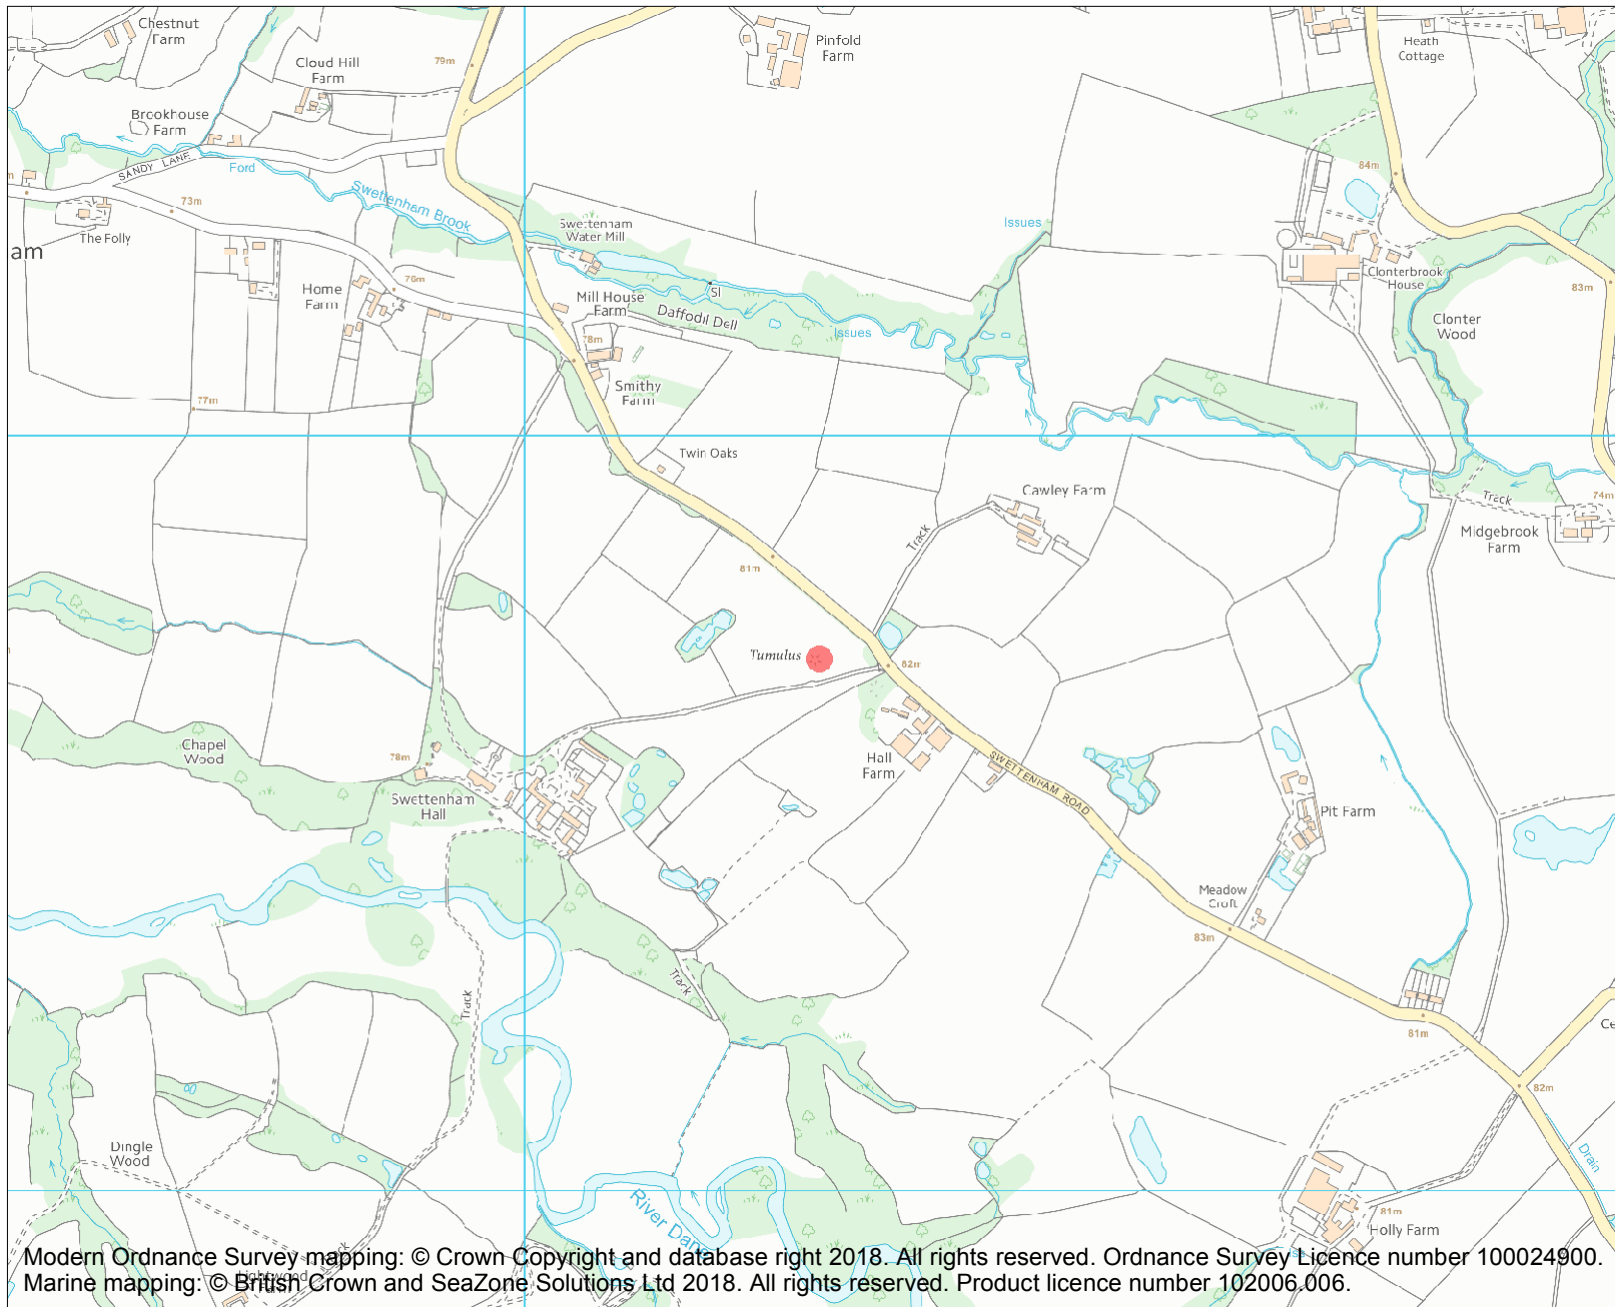 Chestnut
Farm
Cloud Hill
Farm
79m
Pinfold
Farm
Heath
Cottage
Brookhouse
Farm
SANDY LANE
Ford
Swettenham Brook
84m
73m
The Folly
am
Swettenham
Water Mill
Issues
Clonterbrook
House
83m
76m
Home
Farm
Mill House
Farm
Sl
Daffodil Dell
Issues
Clonter
Wood
78m
Smithy
Farm
77m
Twin Oaks
Cawley Farm
Track
74m
Track
Midgebrook
Farm
81m
Tumulus
82m
Chapel
Wood
78m
Hall
Farm
SWETTENHAM ROAD
Swettenham
Hall
Pit Farm
Meadow
Croft
83m
Track
Track
81m
Ce
82m
Dingle
Wood
Drain
River Dane
81m
Holly Farm
Lightwood
Farm
Modern Ordnance Survey mapping: © Crown Copyright and database right 2018. All rights reserved. Ordnance Survey Licence number 100024900.
Marine mapping: © British Crown and SeaZone Solutions Ltd 2018. All rights reserved. Product licence number 102006.006.